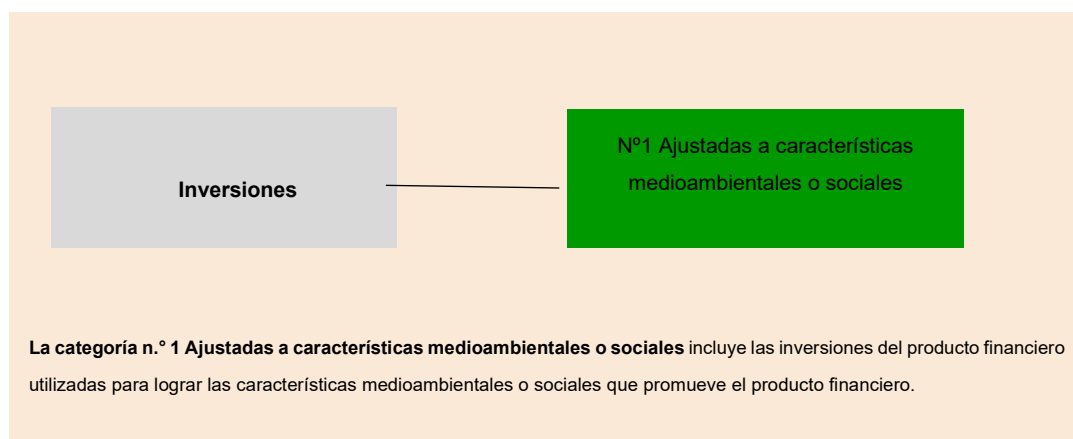 Inversiones
Nº1 Ajustadas a características
medioambientales o sociales
La categoría n.° 1 Ajustadas a características medioambientales o sociales incluye las inversiones del producto financiero
utilizadas para lograr las características medioambientales o sociales que promueve el producto financiero.